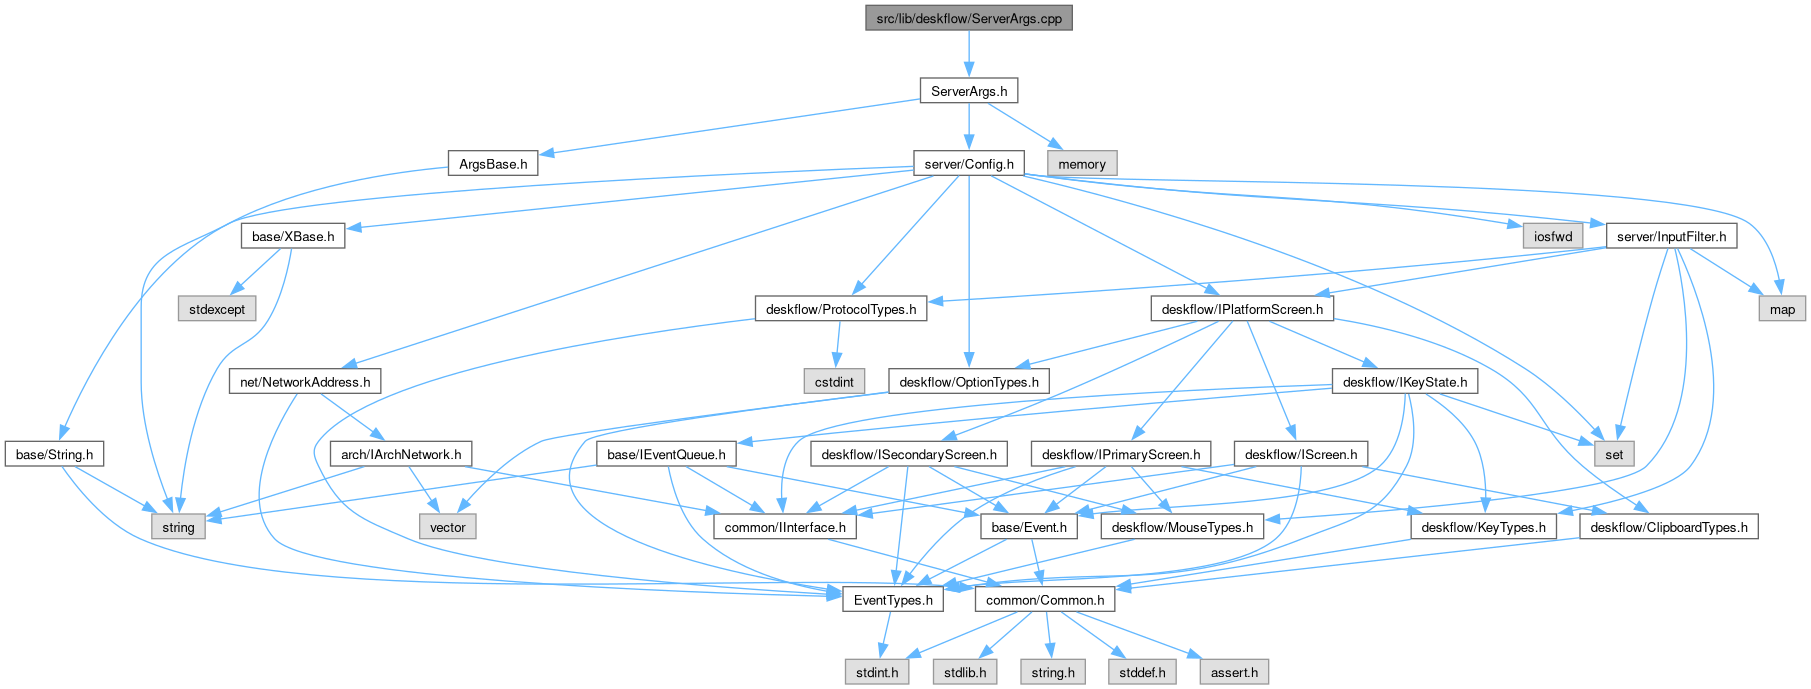 src/lib/deskflow/ServerArgs.cpp
ServerArgs.h
ArgsBase.h
server/Config.h
memory
base/XBase.h
iosfwd
server/InputFilter.h
stdexcept
deskflow/ProtocolTypes.h
deskflow/IPlatformScreen.h
map
net/NetworkAddress.h
cstdint
deskflow/OptionTypes.h
deskflow/IKeyState.h
base/String.h
arch/IArchNetwork.h
base/IEventQueue.h
deskflow/ISecondaryScreen.h
deskflow/IPrimaryScreen.h
deskflow/IScreen.h
set
string
vector
common/IInterface.h
base/Event.h
deskflow/MouseTypes.h
deskflow/KeyTypes.h
deskflow/ClipboardTypes.h
EventTypes.h
common/Common.h
stdint.h
stdlib.h
string.h
stddef.h
assert.h